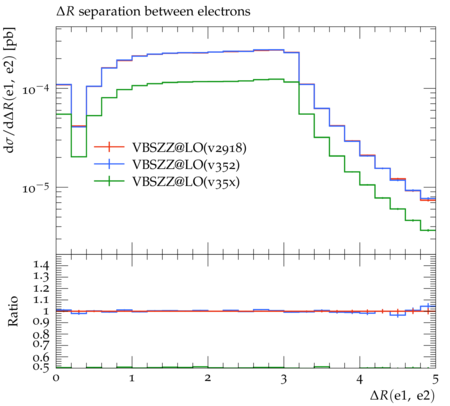 ΔR separation between electrons
dσ/dΔR(e1, e2) [pb]
10⁻⁴
10⁻⁵
VBSZZ@LO(v2918)
VBSZZ@LO(v352)
VBSZZ@LO(v35x)
Ratio
1.4
1.3
1.2
1.1
1
0.9
0.8
0.7
0.6
0.5
0 1 2 3 4 5
ΔR(e1, e2)